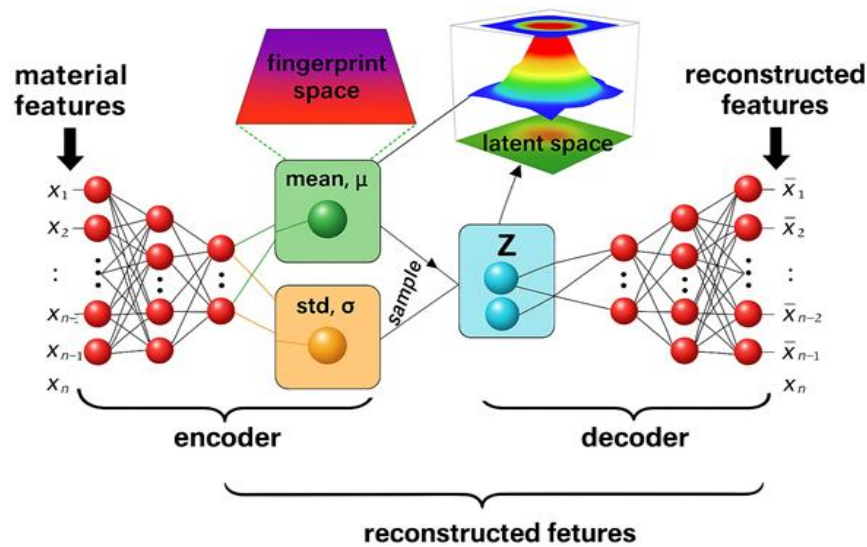 material
features
fingerprint
space
latent space
reconstructed
features
mean, μ
std, σ
sample
Z
x₁
x₂
:
xₙ₋₂
xₙ₋₁
xₙ
x̄₁
x̄₂
:
x̄ₙ₋₂
x̄ₙ₋₁
xₙ
encoder
decoder
reconstructed fetures